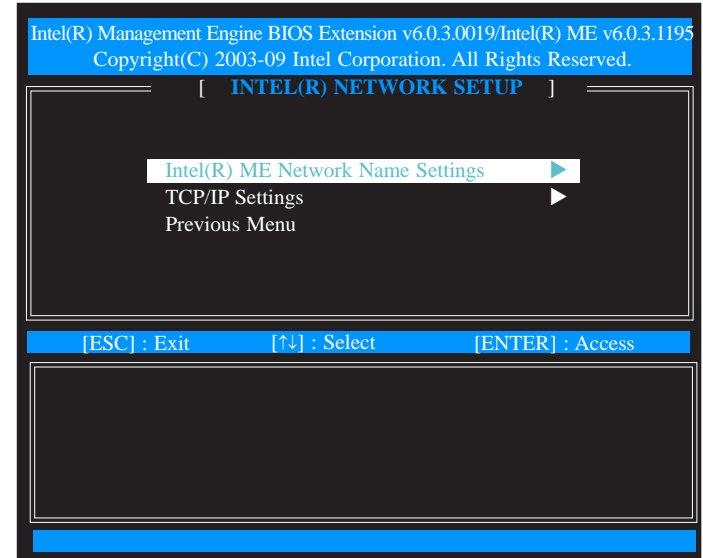 Intel(R) Management Engine BIOS Extension v6.0.3.0019/Intel(R) ME v6.0.3.1195
Copyright(C) 2003-09 Intel Corporation. All Rights Reserved.
[ INTEL(R) NETWORK SETUP ]
Intel(R) ME Network Name Settings ▶
TCP/IP Settings ▶
Previous Menu
[ESC] : Exit [↑↓] : Select [ENTER] : Access